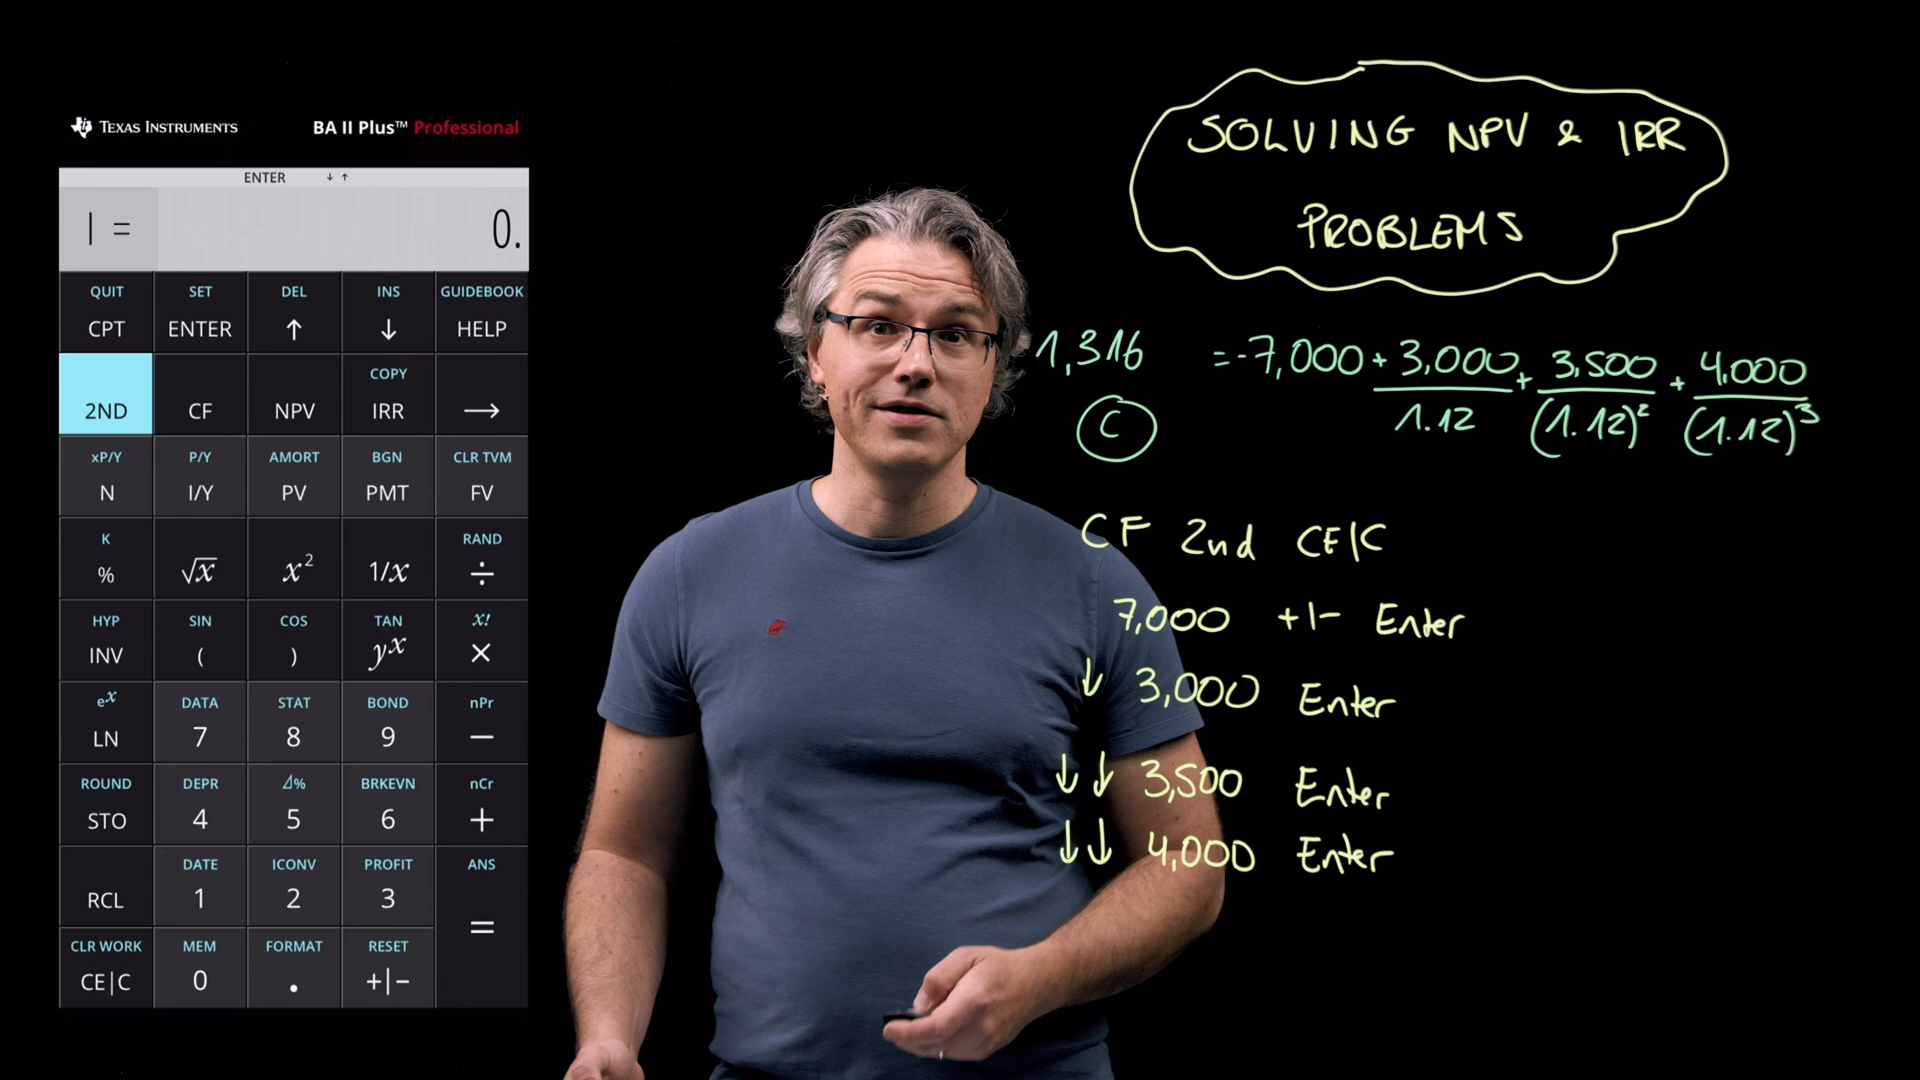 TEXAS INSTRUMENTS
BA II Plus™ Professional
ENTER ↓ ↑
I = 0.
QUIT SET DEL INS GUIDEBOOK
CPT ENTER ↑ ↓ HELP
COPY
2ND CF NPV IRR →
xP/Y P/Y AMORT BGN CLR TVM
N I/Y PV PMT FV
K RAND
% √x x² 1/x ÷
HYP SIN COS TAN x!
INV ( ) yˣ ×
eˣ DATA STAT BOND nPr
LN 7 8 9 −
ROUND DEPR Δ% BRKEVN nCr
STO 4 5 6 +
DATE ICONV PROFIT ANS
RCL 1 2 3 =
CLR WORK MEM FORMAT RESET
CE|C 0 . +|−
SOLVING NPV & IRR
PROBLEMS
1,316 = -7,000 + 3,000/1.12 + 3,500/(1.12)² + 4,000/(1.12)³
C
CF 2nd CE|C
7,000 +|− Enter
↓ 3,000 Enter
↓↓ 3,500 Enter
↓↓ 4,000 Enter